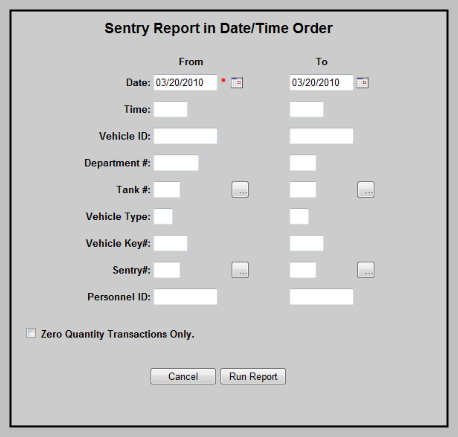 Sentry Report in Date/Time Order
From To
Date: 03/20/2010 * 03/20/2010
Time:
Vehicle ID:
Department #:
Tank #: ... ...
Vehicle Type:
Vehicle Key#:
Sentry#: ... ...
Personnel ID:
Zero Quantity Transactions Only.
Cancel Run Report